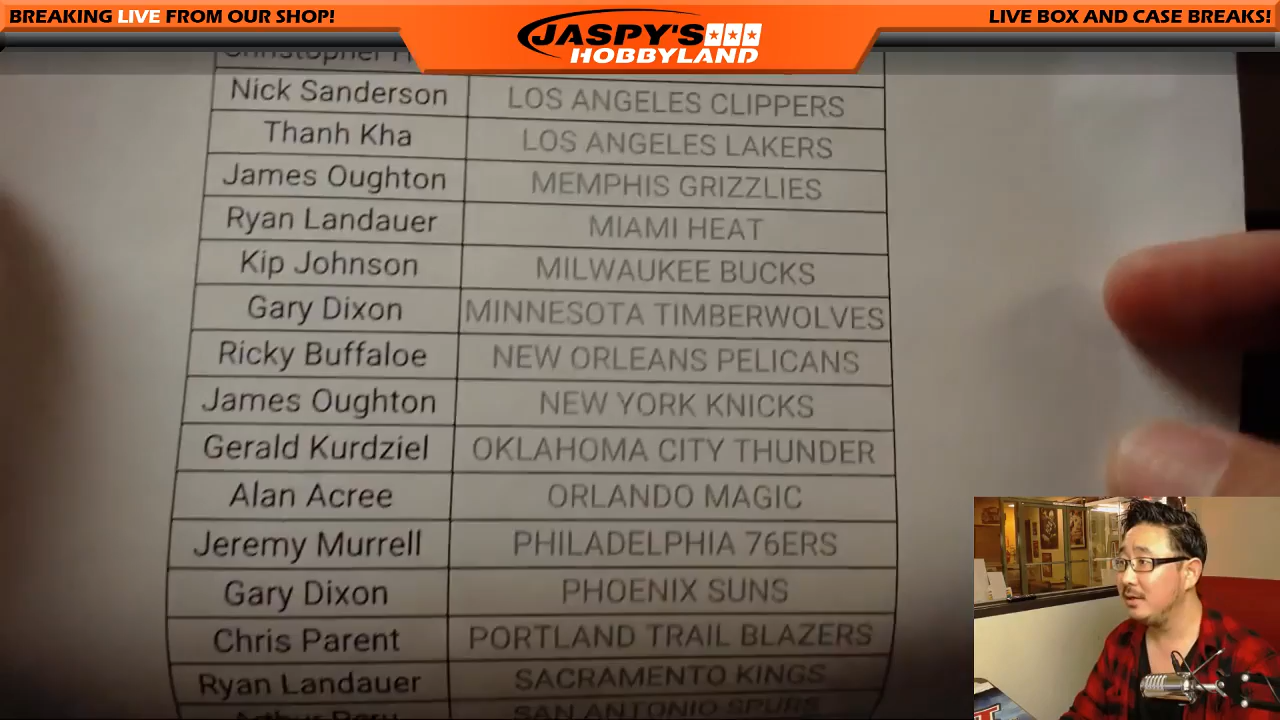 BREAKING LIVE FROM OUR SHOP!
JASPY'S
HOBBYLAND
LIVE BOX AND CASE BREAKS!
Christopher
Nick Sanderson LOS ANGELES CLIPPERS
Thanh Kha LOS ANGELES LAKERS
James Oughton MEMPHIS GRIZZLIES
Ryan Landauer MIAMI HEAT
Kip Johnson MILWAUKEE BUCKS
Gary Dixon MINNESOTA TIMBERWOLVES
Ricky Buffaloe NEW ORLEANS PELICANS
James Oughton NEW YORK KNICKS
Gerald Kurdziel OKLAHOMA CITY THUNDER
Alan Acree ORLANDO MAGIC
Jeremy Murrell PHILADELPHIA 76ERS
Gary Dixon PHOENIX SUNS
Chris Parent PORTLAND TRAIL BLAZERS
Ryan Landauer SACRAMENTO KINGS
Arthur SAN ANTONIO SPURS